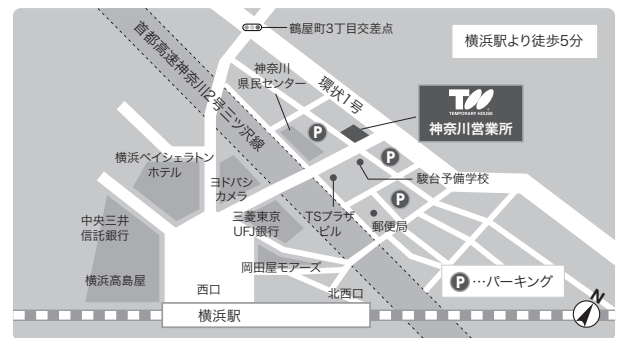 鶴屋町3丁目交差点
横浜駅より徒歩5分
首都高速神奈川2号三ツ沢線
神奈川
県民センター
環状1号
TM
TEMPORARY HOUSE
神奈川営業所
P
P
P
横浜ベイシェラトン
ホテル
ヨドバシ
カメラ
駿台予備学校
中央三井
信託銀行
三菱東京
UFJ銀行
TSプラザ
ビル
郵便局
岡田屋モアーズ
横浜高島屋
P…パーキング
西口
北西口
横浜駅
N